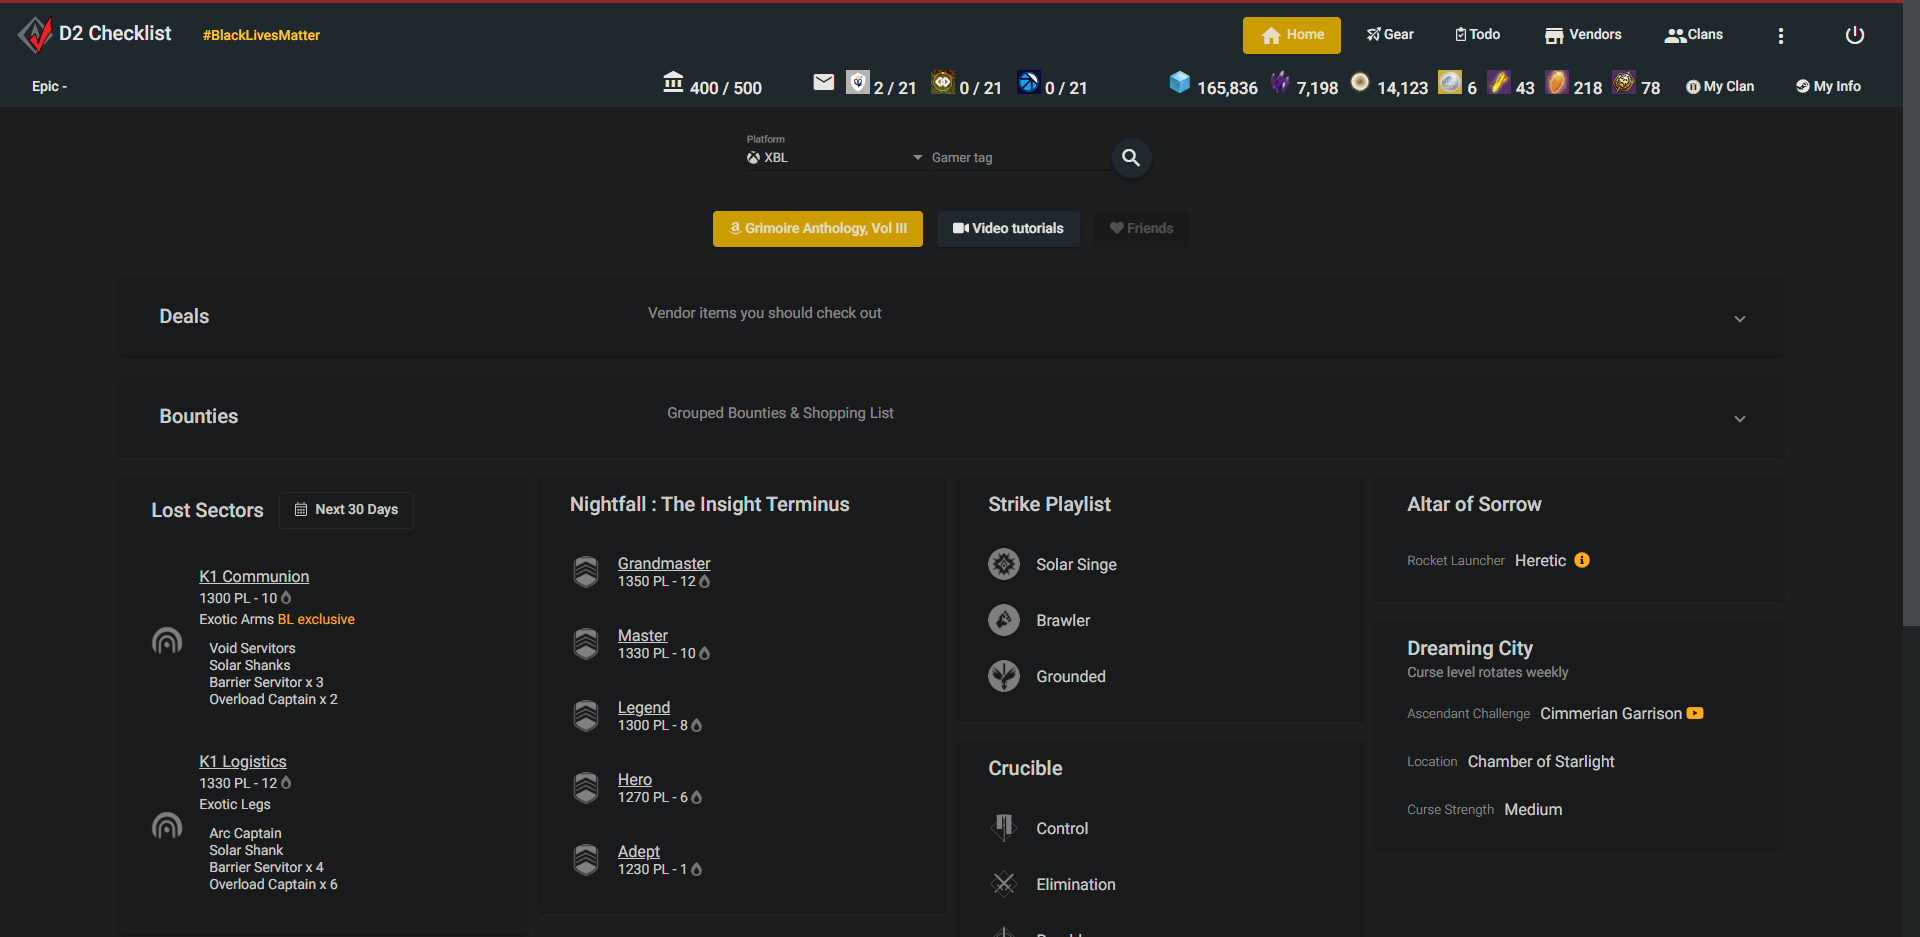 D2 Checklist
#BlackLivesMatter
Home
Gear
Todo
Vendors
Clans
Epic -
400 / 500
2 / 21
0 / 21
0 / 21
165,836
7,198
14,123
6
43
218
78
My Clan
My Info
Platform
XBL
Gamer tag
Grimoire Anthology, Vol III
Video tutorials
Friends
Deals
Vendor items you should check out
Bounties
Grouped Bounties & Shopping List
Lost Sectors
Next 30 Days
K1 Communion
1300 PL - 10
Exotic Arms BL exclusive
Void Servitors
Solar Shanks
Barrier Servitor x 3
Overload Captain x 2
K1 Logistics
1330 PL - 12
Exotic Legs
Arc Captain
Solar Shank
Barrier Servitor x 4
Overload Captain x 6
Nightfall : The Insight Terminus
Grandmaster
1350 PL - 12
Master
1330 PL - 10
Legend
1300 PL - 8
Hero
1270 PL - 6
Adept
1230 PL - 1
Strike Playlist
Solar Singe
Brawler
Grounded
Crucible
Control
Elimination
Altar of Sorrow
Rocket Launcher Heretic
Dreaming City
Curse level rotates weekly
Ascendant Challenge Cimmerian Garrison
Location Chamber of Starlight
Curse Strength Medium